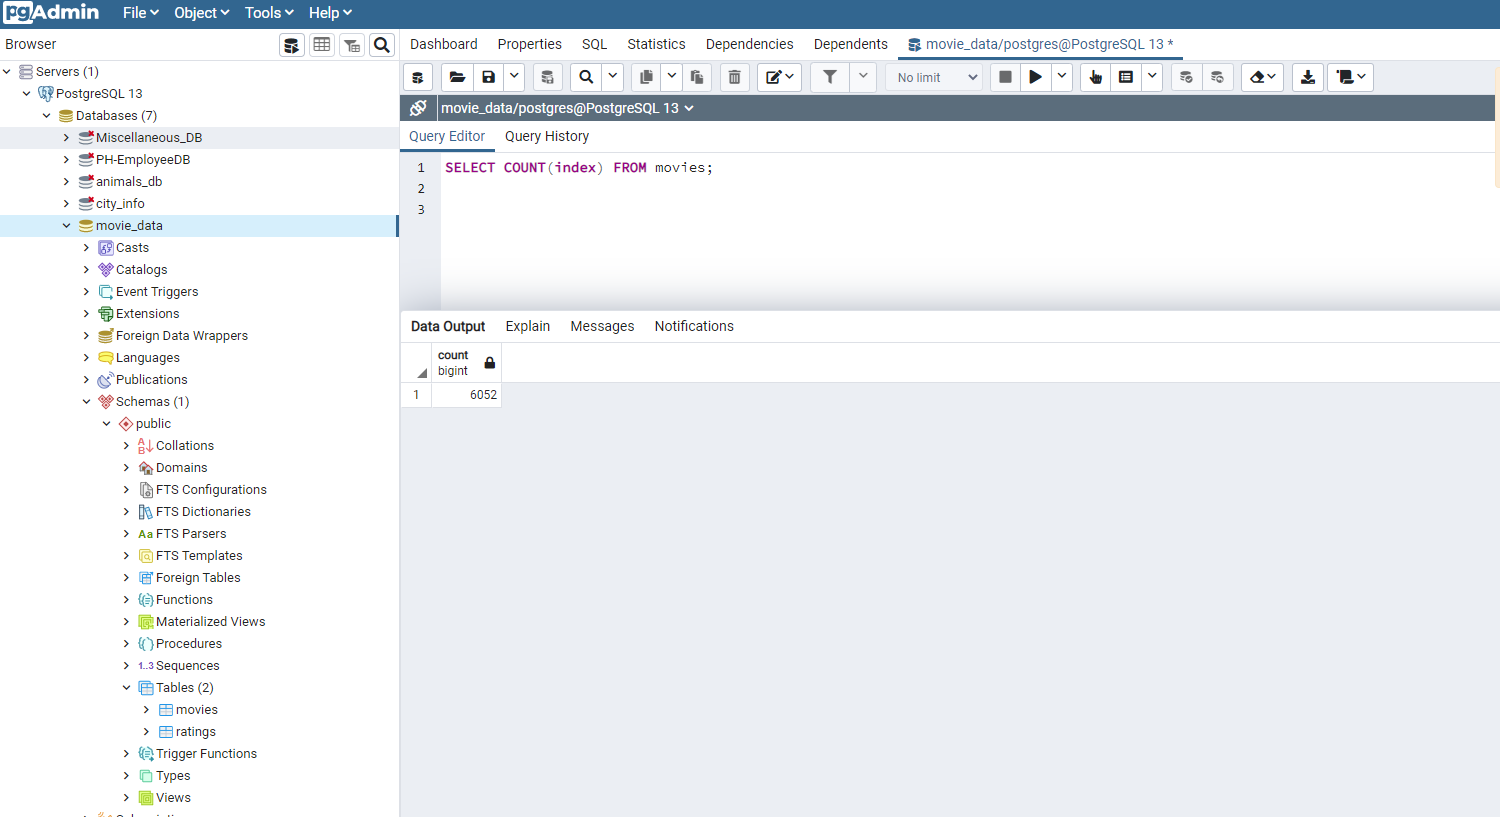 pgAdmin File Object Tools Help
Browser
Servers (1)
PostgreSQL 13
Databases (7)
Miscellaneous_DB
PH-EmployeeDB
animals_db
city_info
movie_data
Casts
Catalogs
Event Triggers
Extensions
Foreign Data Wrappers
Languages
Publications
Schemas (1)
public
Collations
Domains
FTS Configurations
FTS Dictionaries
Aa FTS Parsers
FTS Templates
Foreign Tables
Functions
Materialized Views
Procedures
1..3 Sequences
Tables (2)
movies
ratings
Trigger Functions
Types
Views
Dashboard Properties SQL Statistics Dependencies Dependents movie_data/postgres@PostgreSQL 13 *
No limit
movie_data/postgres@PostgreSQL 13
Query Editor Query History
1 SELECT COUNT(index) FROM movies;
2
3
Data Output Explain Messages Notifications
count
bigint
1 6052